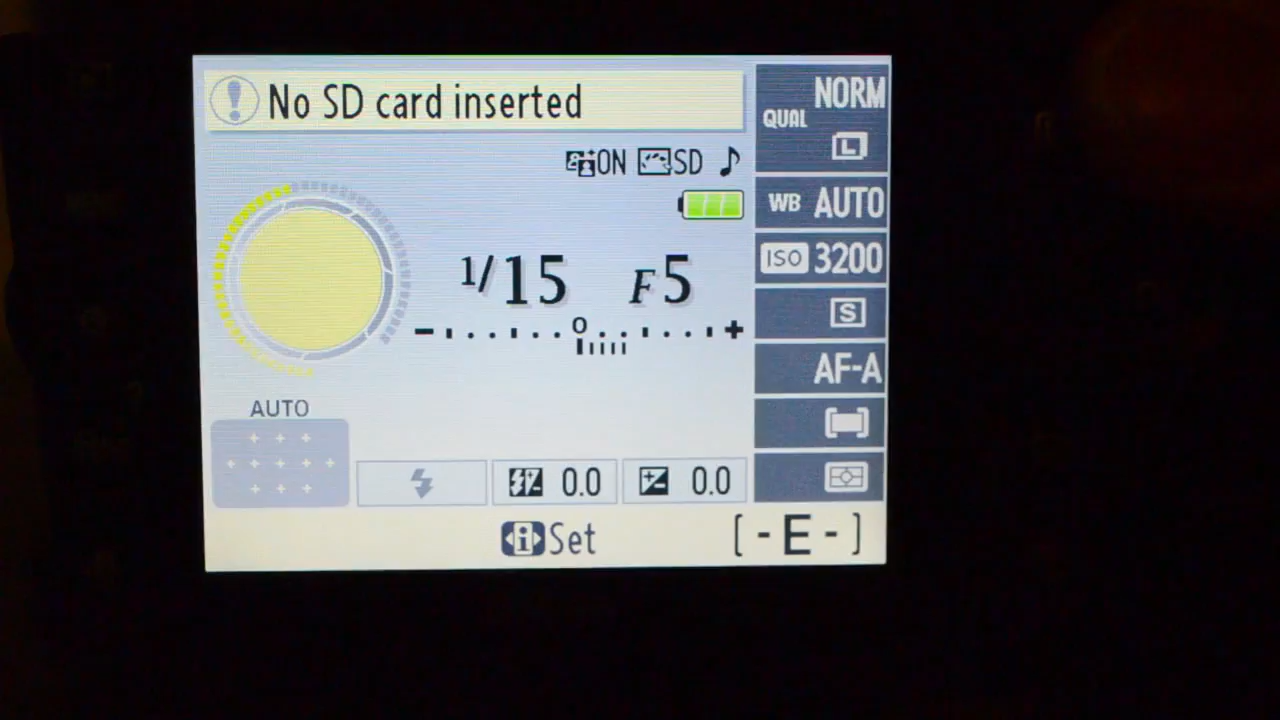 No SD card inserted
ON SD
1/15 F5
- 0 +
AUTO
0.0 0.0
i Set
[-E-]
QUAL NORM
L
WB AUTO
ISO 3200
S
AF-A